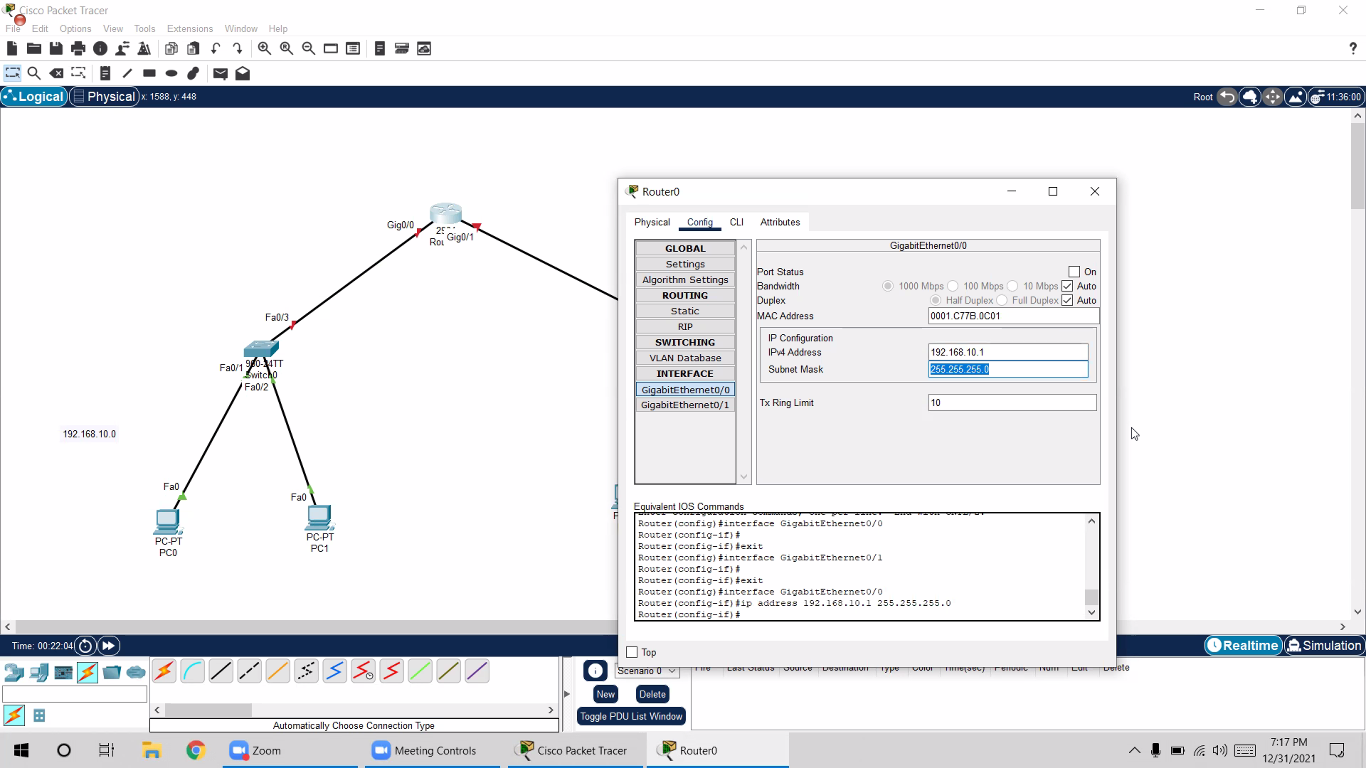 Cisco Packet Tracer
File Edit Options View Tools Extensions Window Help
?
Logical Physical x: 1588, y: 448 Root 11:36:00
Gig0/0
Gig0/1
Fa0/3
Fa0/1
Switch0
Fa0/2
192.168.10.0
Fa0
Fa0
PC-PT
PC0
PC-PT
PC1
Router0
Physical Config CLI Attributes
GLOBAL
Settings
Algorithm Settings
ROUTING
Static
RIP
SWITCHING
VLAN Database
INTERFACE
GigabitEthernet0/0
GigabitEthernet0/1
GigabitEthernet0/0
Port Status On
Bandwidth 1000 Mbps 100 Mbps 10 Mbps Auto
Duplex Half Duplex Full Duplex Auto
MAC Address 0001.C77B.0C01
IP Configuration
IPv4 Address 192.168.10.1
Subnet Mask 255.255.255.0
Tx Ring Limit 10
Equivalent IOS Commands
Router(config)#interface GigabitEthernet0/0
Router(config-if)#
Router(config-if)#exit
Router(config)#interface GigabitEthernet0/1
Router(config-if)#
Router(config-if)#exit
Router(config)#interface GigabitEthernet0/0
Router(config-if)#ip address 192.168.10.1 255.255.255.0
Router(config-if)#
Top
Time: 00:22:04 Realtime Simulation
Scenario 0
Last Status Source Destination Type Color Time(sec) Periodic Num Edit Delete
New Delete
Toggle PDU List Window
Automatically Choose Connection Type
Zoom Meeting Controls Cisco Packet Tracer Router0
7:17 PM
12/31/2021